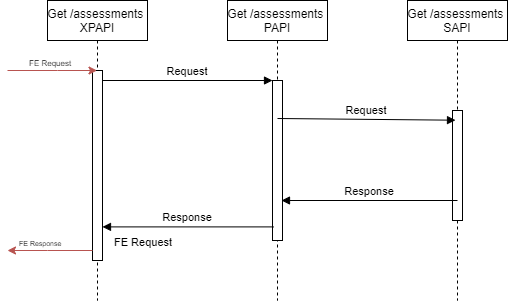 Get /assessments
XPAPI
Get /assessments
PAPI
Get /assessments
SAPI
FE Request
Request
Request
Response
Response
FE Request
FE Response